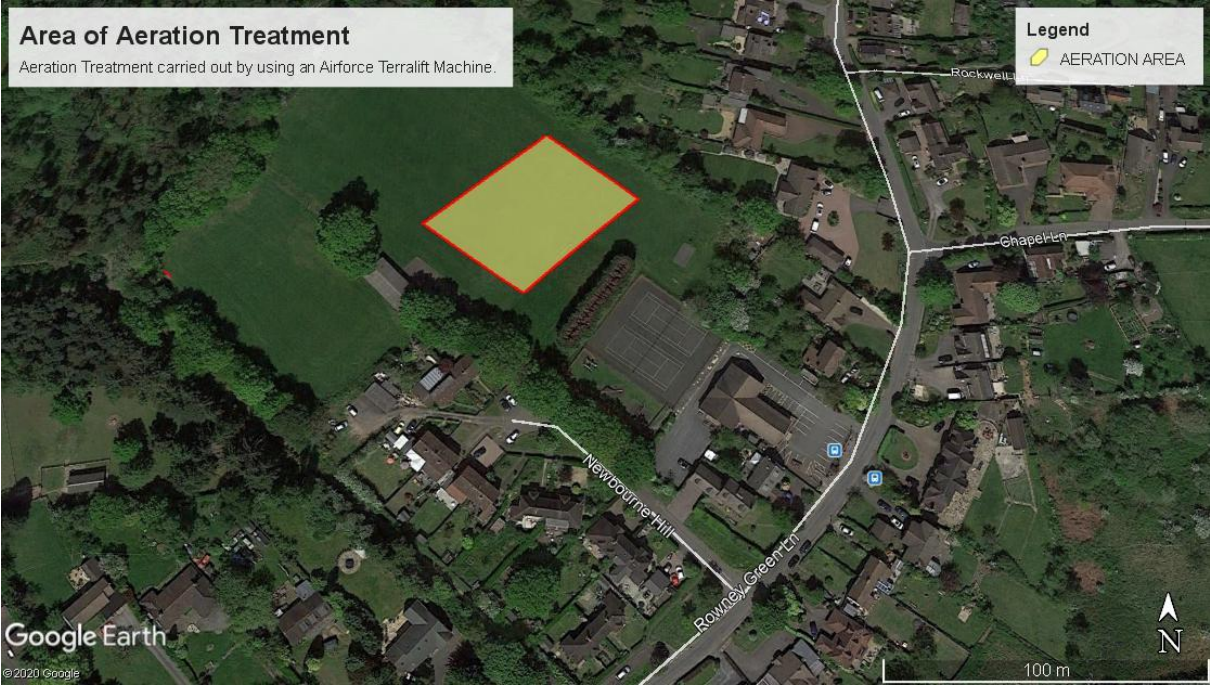 Area of Aeration Treatment
Aeration Treatment carried out by using an Airforce Terralift Machine.
Legend
AERATION AREA
Rockwell Ln
Chapel Ln
Newbourne Hill
Rowney Green Ln
Google Earth
©2020 Google
N
100 m